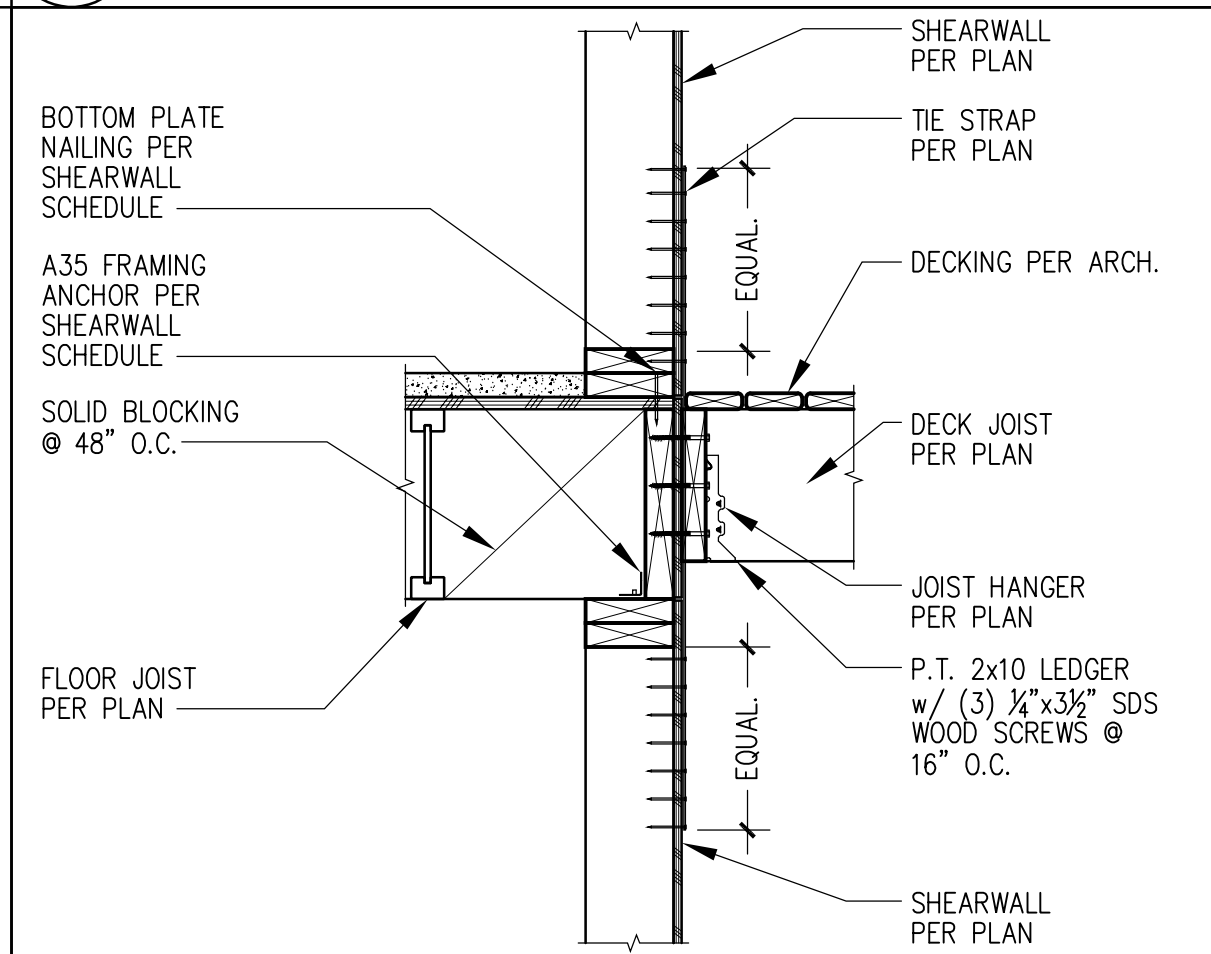 BOTTOM PLATE
NAILING PER
SHEARWALL
SCHEDULE
A35 FRAMING
ANCHOR PER
SHEARWALL
SCHEDULE
SOLID BLOCKING
@ 48" O.C.
FLOOR JOIST
PER PLAN
EQUAL.
EQUAL.
SHEARWALL
PER PLAN
TIE STRAP
PER PLAN
DECKING PER ARCH.
DECK JOIST
PER PLAN
JOIST HANGER
PER PLAN
P.T. 2x10 LEDGER
w/ (3) ¼"x3½" SDS
WOOD SCREWS @
16" O.C.
SHEARWALL
PER PLAN